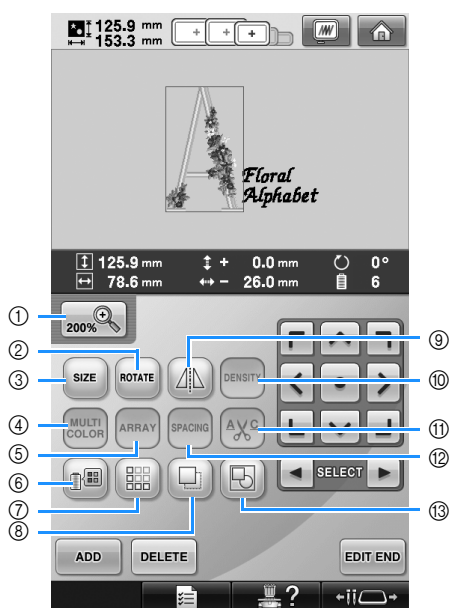 125.9 mm
153.3 mm
Floral
Alphabet
125.9 mm + 0.0 mm 0°
78.6 mm − 26.0 mm 6
① 200%
② ⑨
③ SIZE ROTATE DENSITY ⑩
④ MULTI COLOR ARRAY SPACING A V C ⑪
⑤ ⑫
⑥ SELECT
⑦
⑧ ⑬
ADD DELETE EDIT END
?